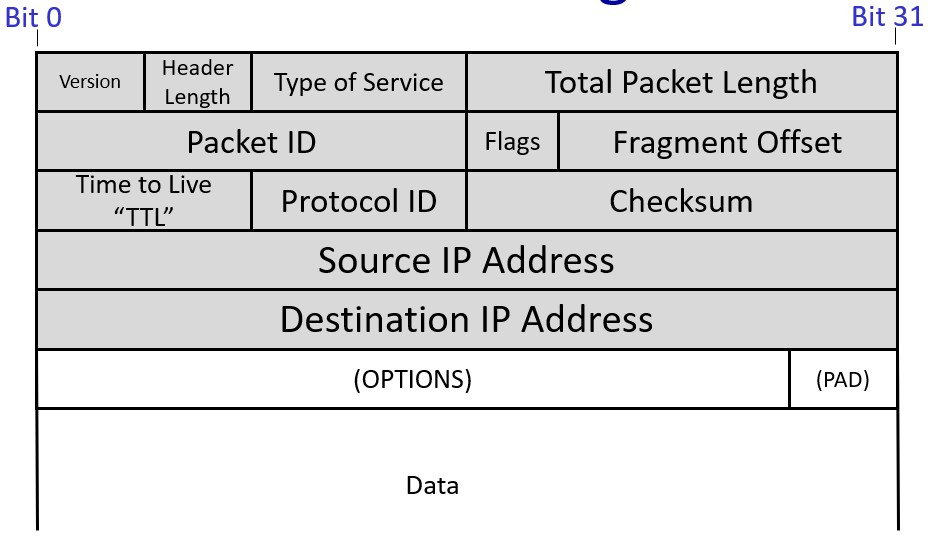 Bit 0
Bit 31
Version
Header
Length
Type of Service
Total Packet Length
Packet ID
Flags
Fragment Offset
Time to Live
“TTL”
Protocol ID
Checksum
Source IP Address
Destination IP Address
(OPTIONS)
(PAD)
Data